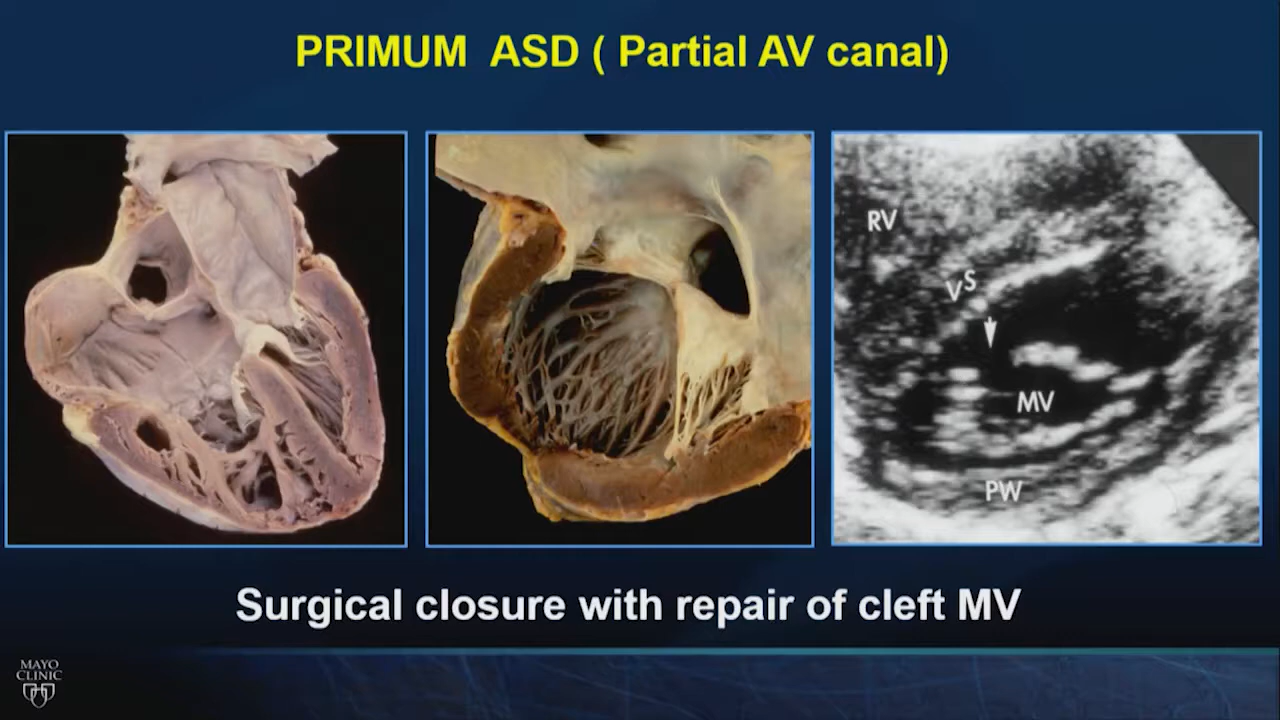 PRIMUM ASD ( Partial AV canal)
RV
VS
MV
PW
Surgical closure with repair of cleft MV
MAYO
CLINIC